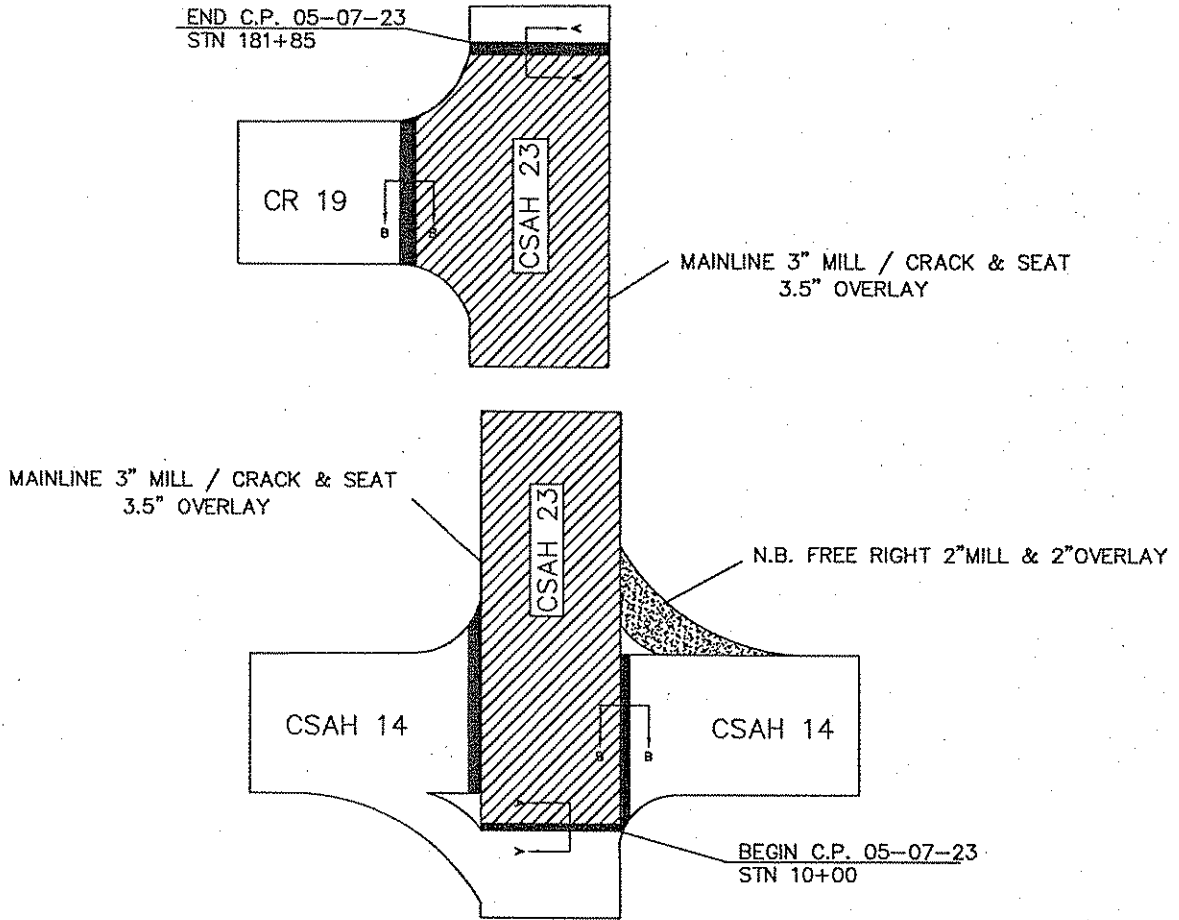 END C.P. 05-07-23
STN 181+85
A
A
CR 19
B
B
CSAH 23
MAINLINE 3" MILL / CRACK & SEAT
3.5" OVERLAY
MAINLINE 3" MILL / CRACK & SEAT
3.5" OVERLAY
CSAH 23
N.B. FREE RIGHT 2"MILL & 2"OVERLAY
CSAH 14
B
B
CSAH 14
A
A
BEGIN C.P. 05-07-23
STN 10+00